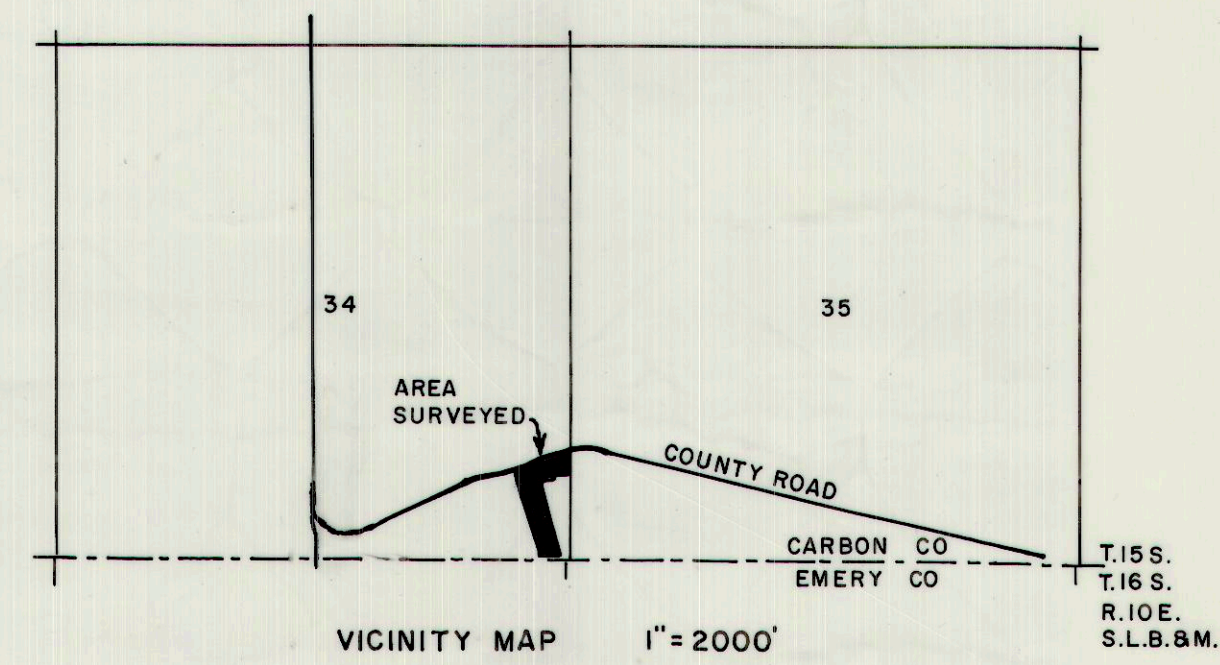 34
35
AREA
SURVEYED
COUNTY ROAD
CARBON CO
EMERY CO
T.15 S.
T.16 S.
R.10 E.
S.L.B.&M.
VICINITY MAP 1"=2000'